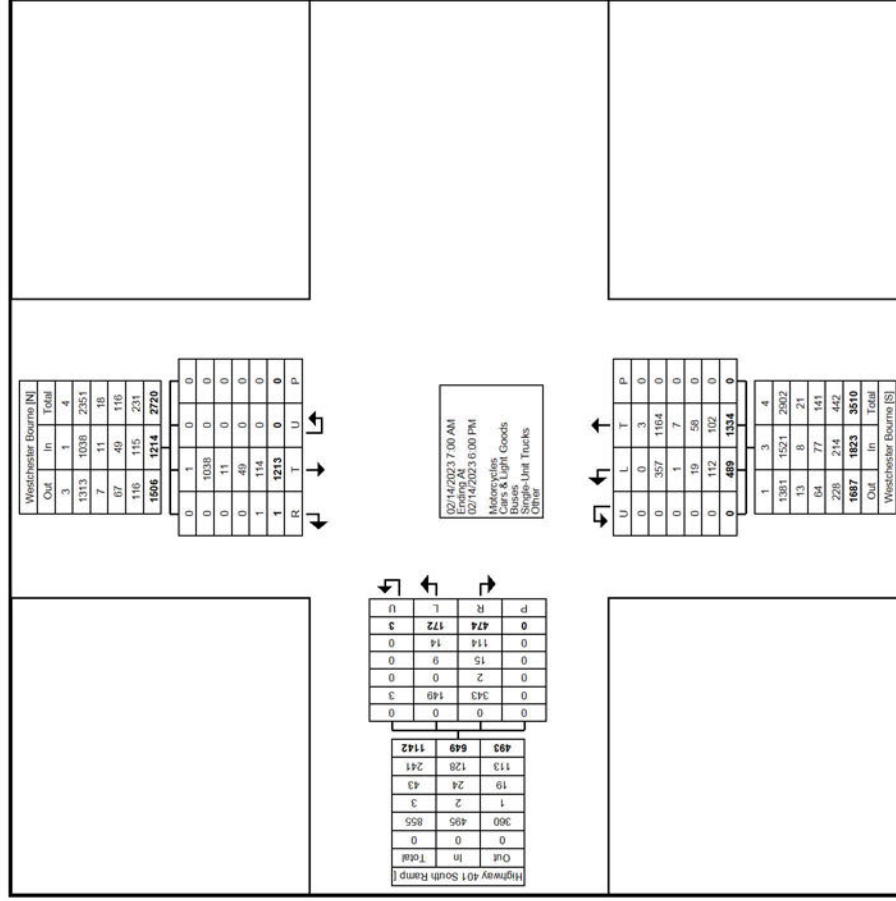 Westchester Bourne [N]
Out In Total
3 1 4
1313 1038 2351
7 11 18
67 49 116
116 115 231
1506 1214 2720
0 1 0 0
0 1038 0 0
0 11 0 0
0 49 0 0
1 114 0 0
1 1213 0 0
R T U P
Highway 401 South Ramp [
Out In Total
0 0 0
360 495 855
1 2 3
19 24 43
113 128 241
493 649 1142
0 0 0 0
0 343 149 3
0 2 0 0
0 15 9 0
0 114 14 0
0 474 172 3
P R L U
02/14/2023 7:00 AM
Ending At
02/14/2023 6:00 PM
Motorcycles
Cars & Light Goods
Buses
Single-Unit Trucks
Other
U L T P
0 0 3 0
0 357 1164 0
0 1 7 0
0 19 58 0
0 112 102 0
0 489 1334 0
1 3 4
1381 1521 2902
13 8 21
64 77 141
228 214 442
1687 1823 3510
Out In Total
Westchester Bourne [S]